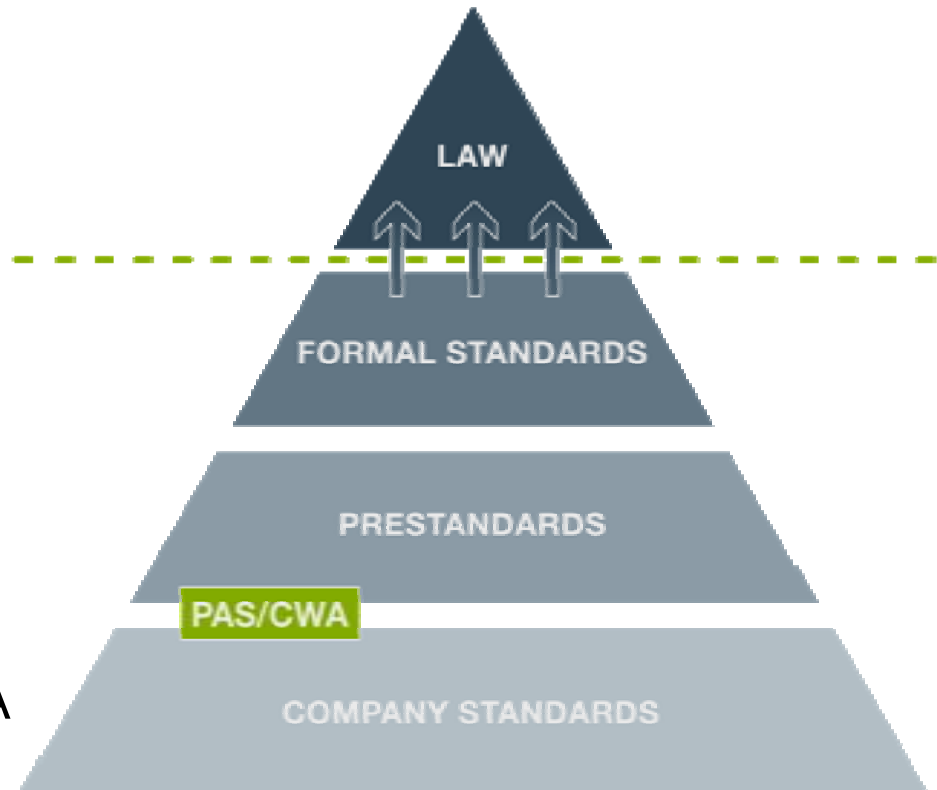 LAW
FORMAL STANDARDS
PRESTANDARDS
PAS/CWA
A
COMPANY STANDARDS